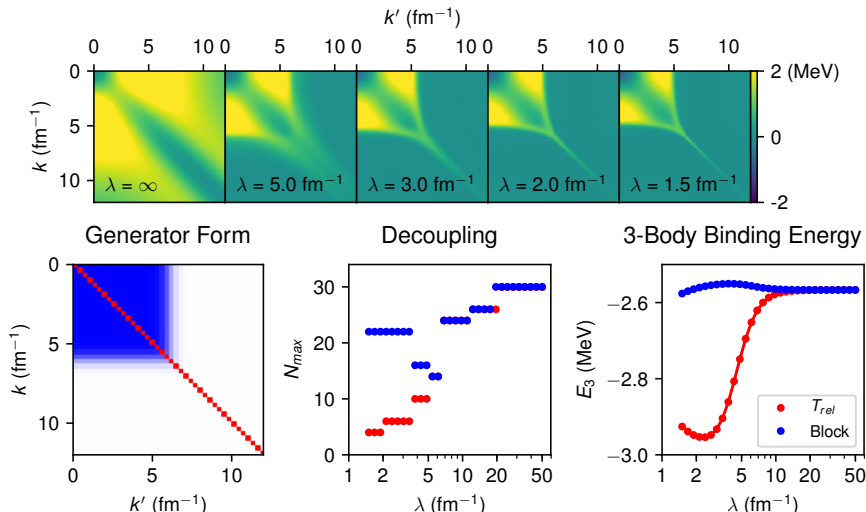 k′ (fm⁻¹)
0 5 10 0 5 10 0 5 10 0 5 10 0 5 10
0
5
10
k (fm⁻¹)
λ = ∞
λ = 5.0 fm⁻¹
λ = 3.0 fm⁻¹
λ = 2.0 fm⁻¹
λ = 1.5 fm⁻¹
2 (MeV)
0
-2
Generator Form
0
5
10
k (fm⁻¹)
0 5 10
k′ (fm⁻¹)
Decoupling
30
20
10
0
N_max
1 2 5 10 20 50
λ (fm⁻¹)
3-Body Binding Energy
−2.6
−2.8
−3.0
E₃ (MeV)
T_rel
Block
1 2 5 10 20 50
λ (fm⁻¹)